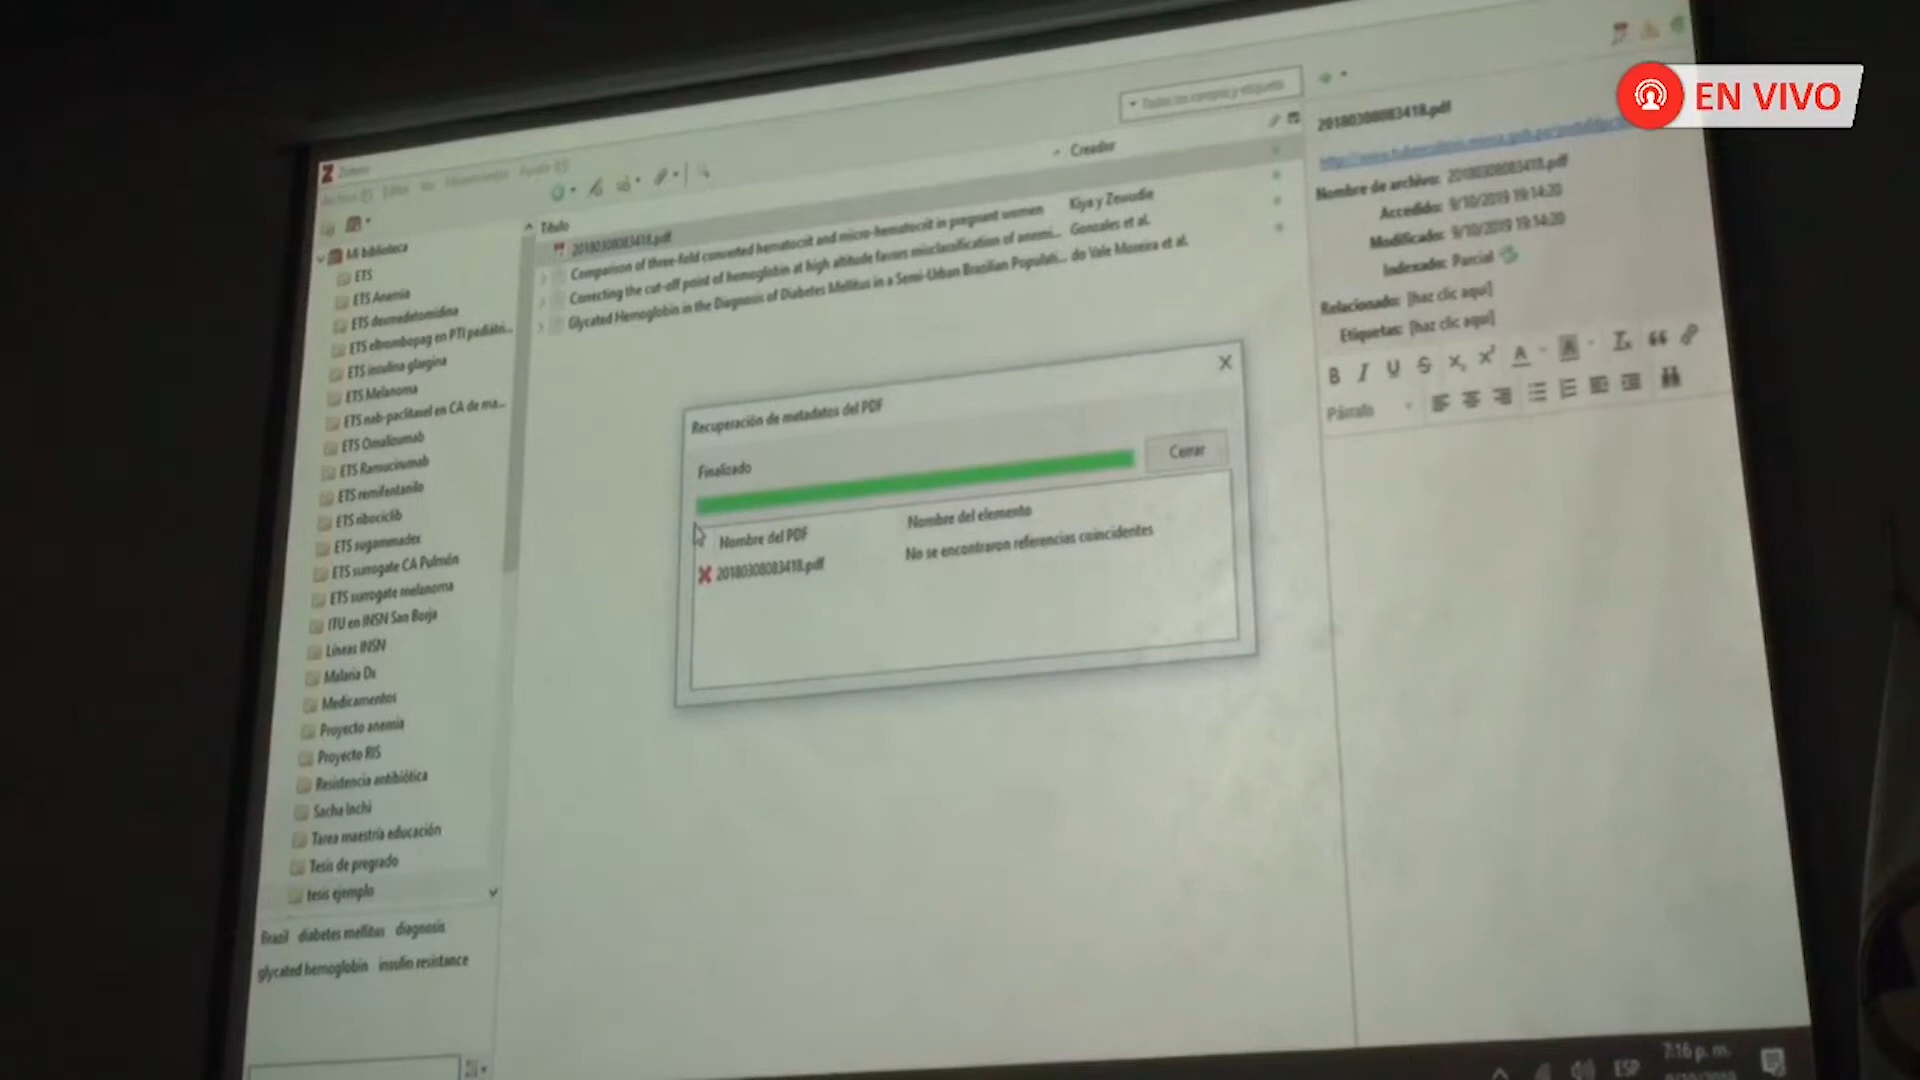 EN VIVO
Zotero
Mi biblioteca
ETS
ETS Anemia
ETS dexmedetomidina
ETS eltrombopag en PTI pediátri...
ETS insulina glargina
ETS Melanoma
ETS nab-paclitaxel en CA de ma...
ETS Omalizumab
ETS Ramucirumab
ETS remifentanilo
ETS ribociclib
ETS sugammadex
ETS surrogate CA Pulmón
ETS surrogate melanoma
ITU en INSN San Borja
Líneas INSN
Malaria Dx
Medicamentos
Proyecto anemia
Proyecto RIS
Resistencia antibiótica
Sacha Inchi
Tarea maestría educación
Tesis de pregrado
tesis ejemplo
Brazil diabetes mellitus diagnosis
glycated hemoglobin insulin resistance
Título
Creador
20180308083418.pdf
Comparison of three-fold converted hematocrit and micro-hematocrit in pregnant women Kiya y Zewudie
Correcting the cut-off point of hemoglobin at high altitude favors misclassification of anemi... Gonzales et al.
Glycated Hemoglobin in the Diagnosis of Diabetes Mellitus in a Semi-Urban Brazilian Populati... do Vale Moreira et al.
Recuperación de metadatos del PDF
Finalizado
Cerrar
Nombre del PDF
Nombre del elemento
20180308083418.pdf
No se encontraron referencias coincidentes
20180308083418.pdf
Nombre de archivo: 20180308083418.pdf
Accedido: 9/10/2019 19:14:20
Modificado: 9/10/2019 19:14:20
Indexado: Parcial
Relacionado: [haz clic aquí]
Etiquetas: [haz clic aquí]
Párrafo
ESP
7:16 p. m.